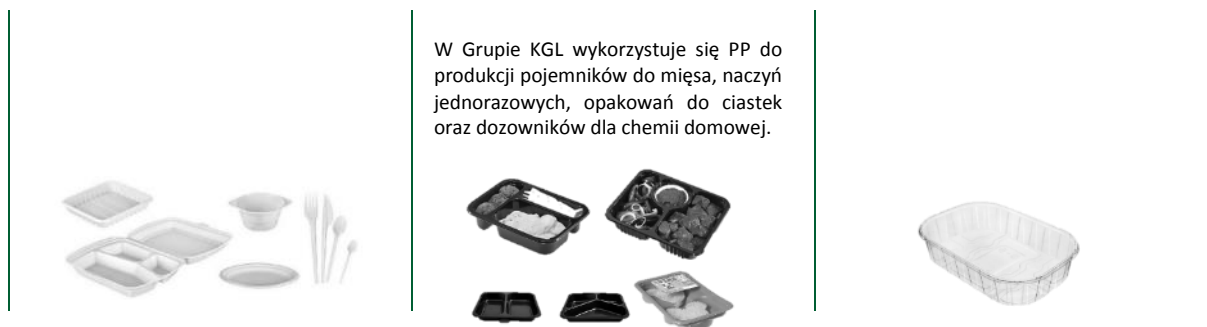 W Grupie KGL wykorzystuje się PP do
produkcji pojemników do mięsa, naczyń
jednorazowych, opakowań do ciastek
oraz dozowników dla chemii domowej.